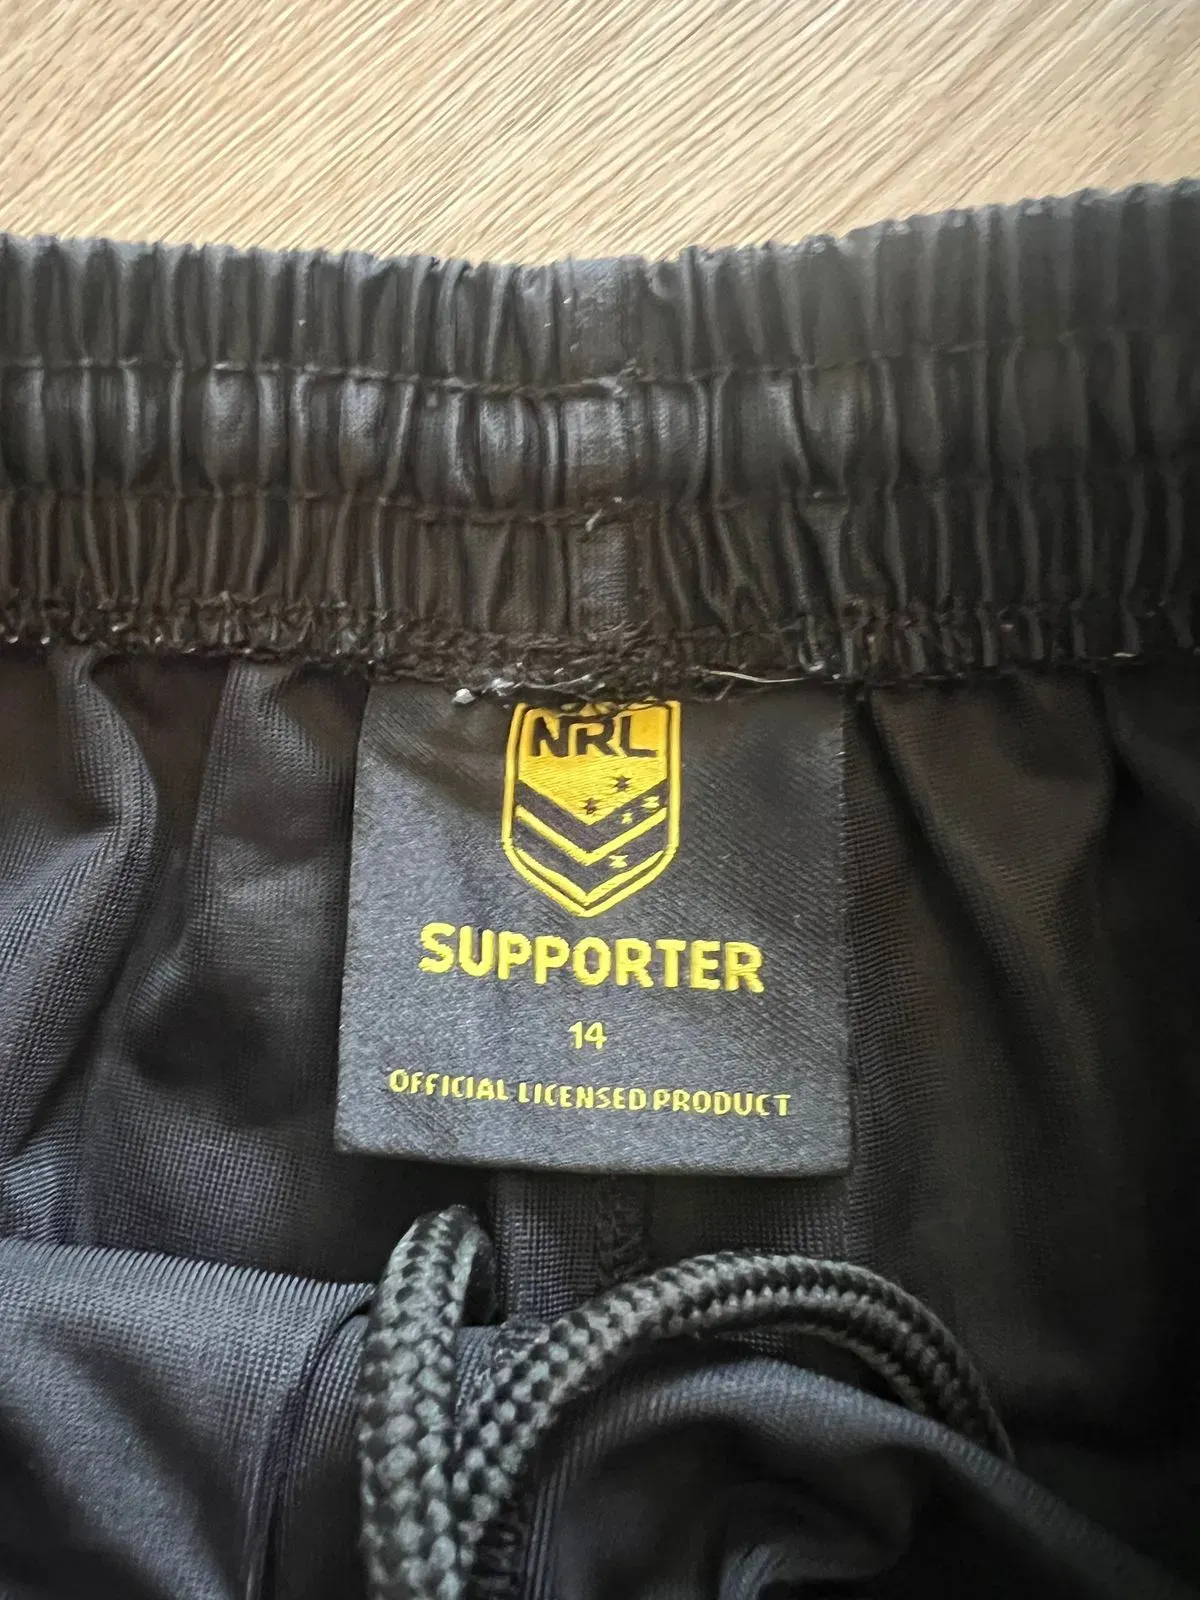 NRL
SUPPORTER
14
OFFICIAL LICENSED PRODUCT